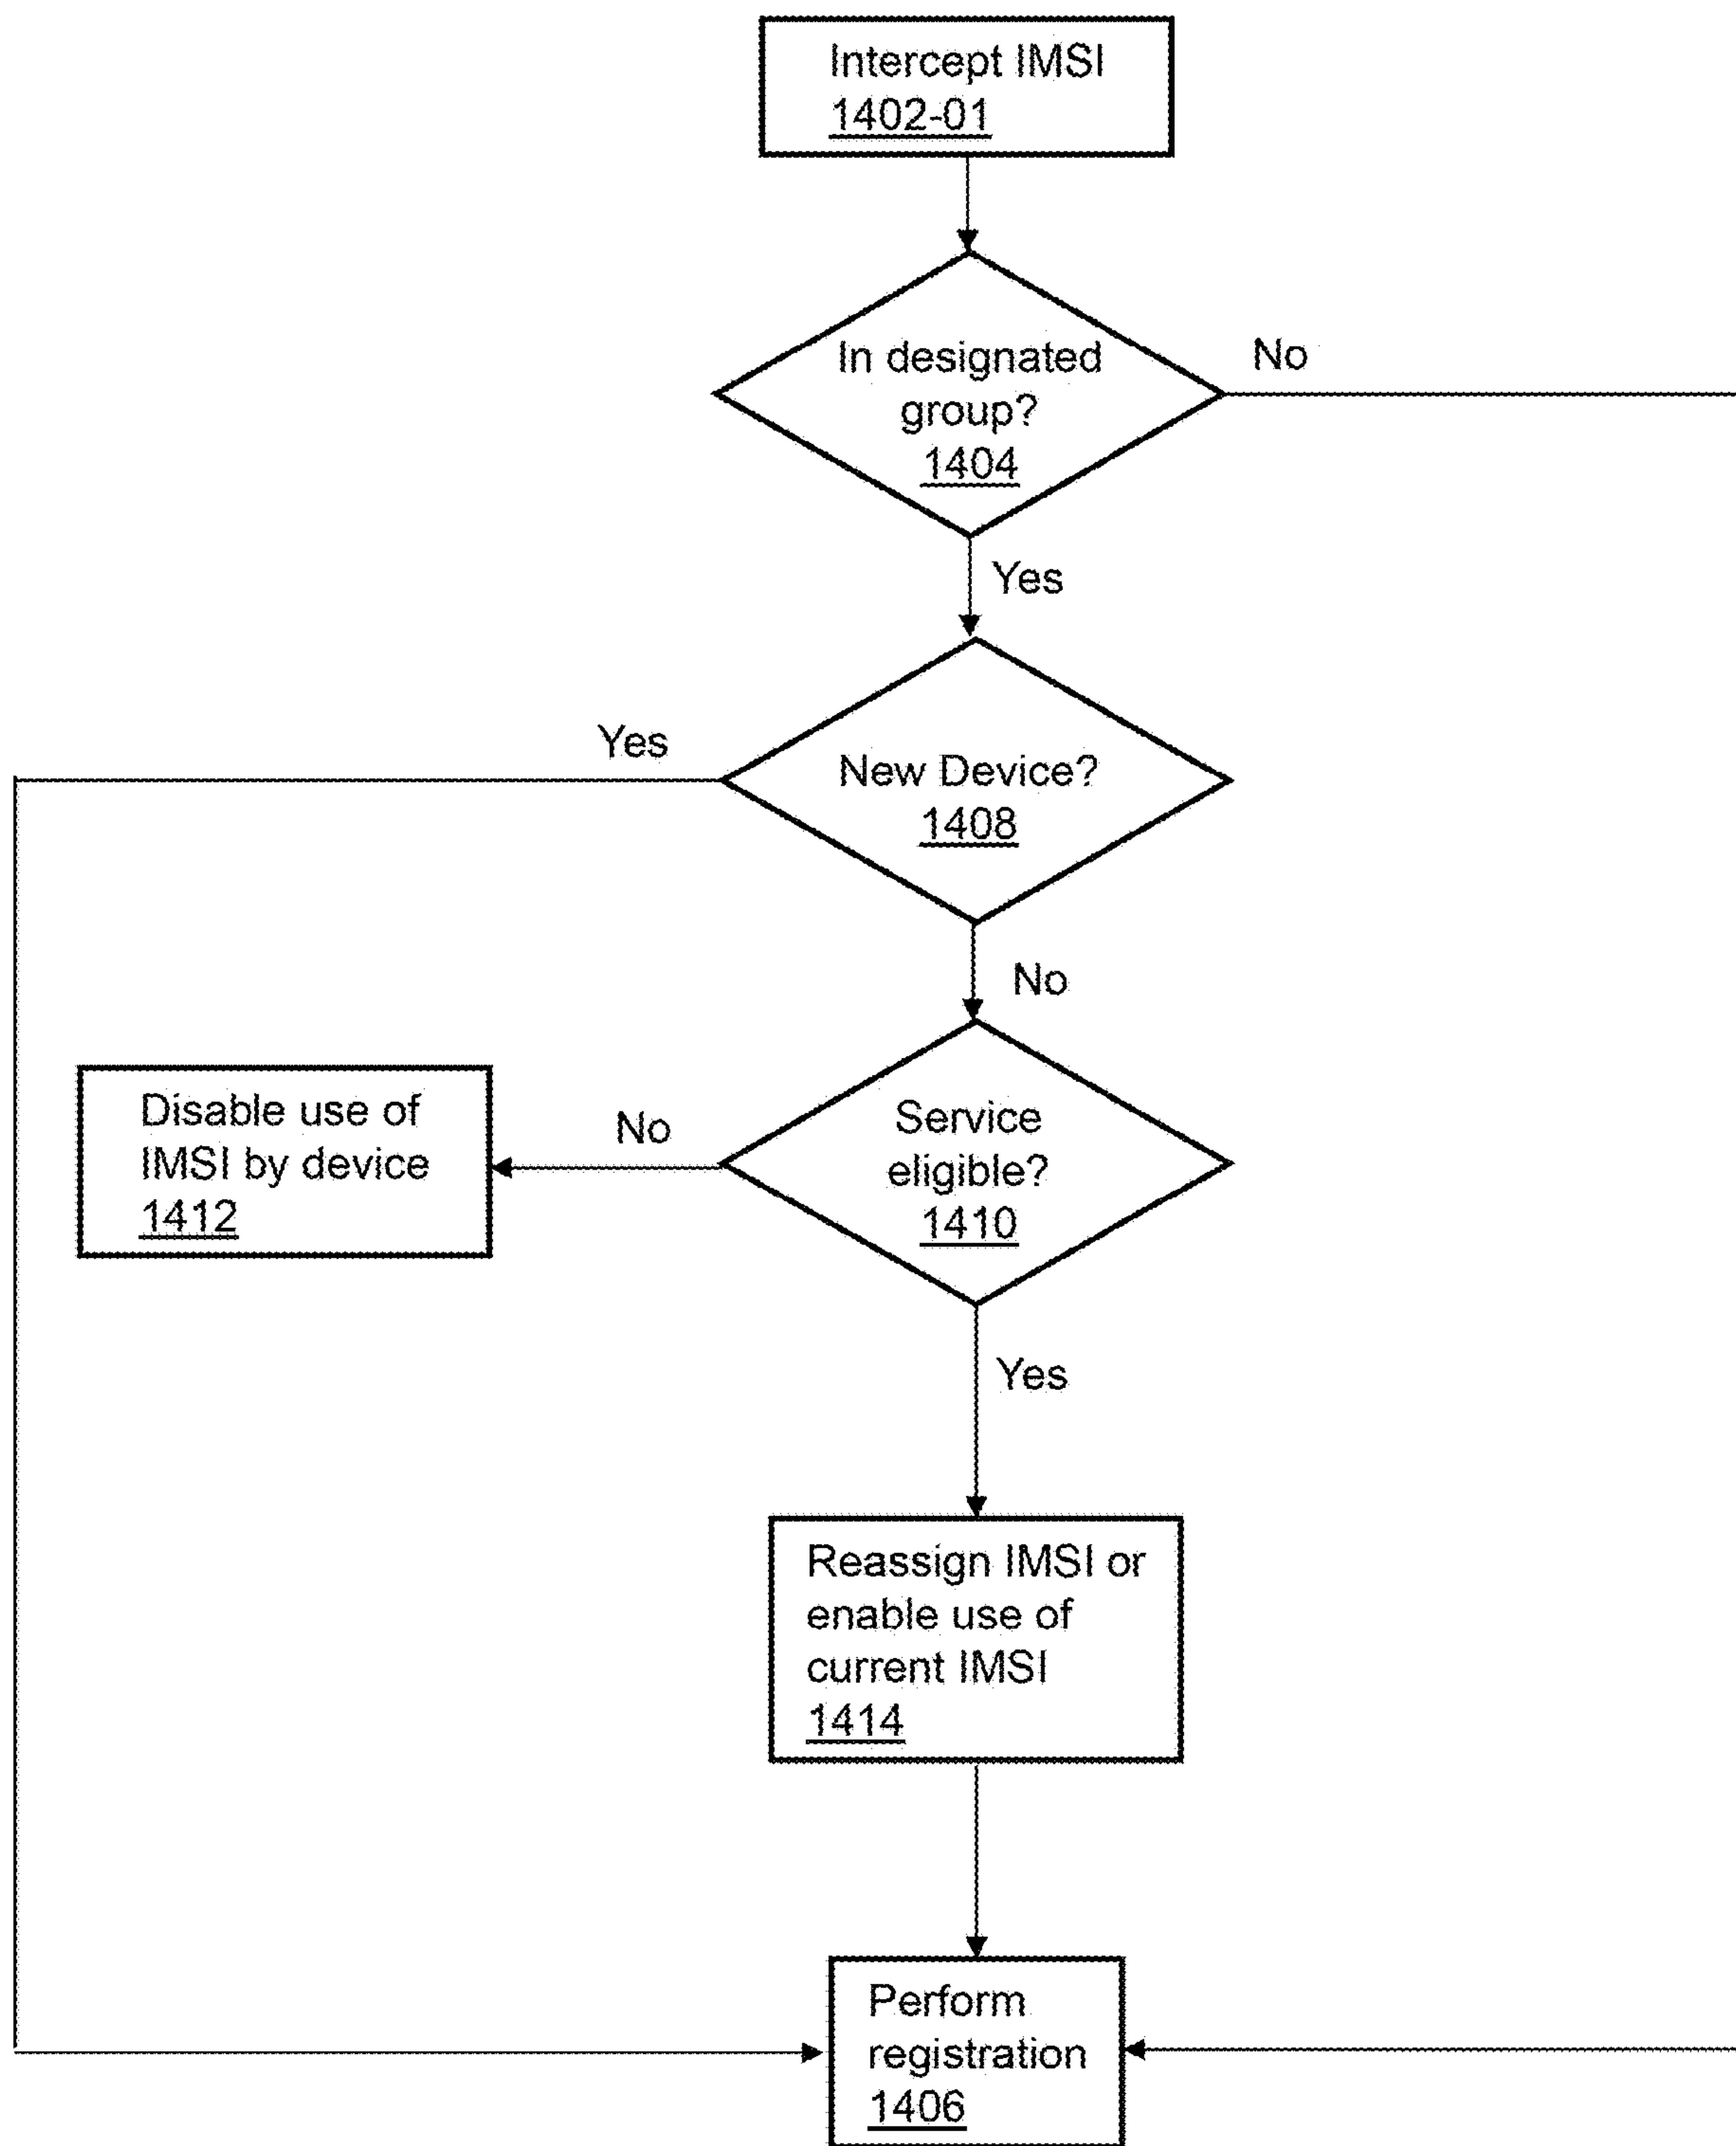 Intercept IMSI
1402-01
In designated
group?
1404
No
Yes
Yes
New Device?
1408
No
Disable use of
IMSI by device
1412
No
Service
eligible?
1410
Yes
Reassign IMSI or
enable use of
current IMSI
1414
Perform
registration
1406